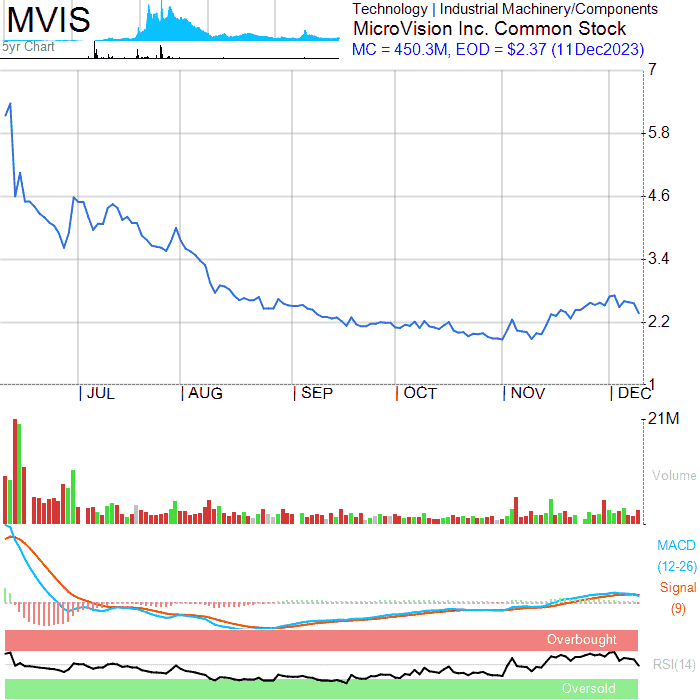 MVIS
5yr Chart
Technology | Industrial Machinery/Components
MicroVision Inc. Common Stock
MC = 450.3M, EOD = $2.37 (11Dec2023)
7
5.8
4.6
3.4
2.2
1
JUL AUG SEP OCT NOV DEC
21M
Volume
MACD
(12-26)
Signal
(9)
Overbought
RSI(14)
Oversold